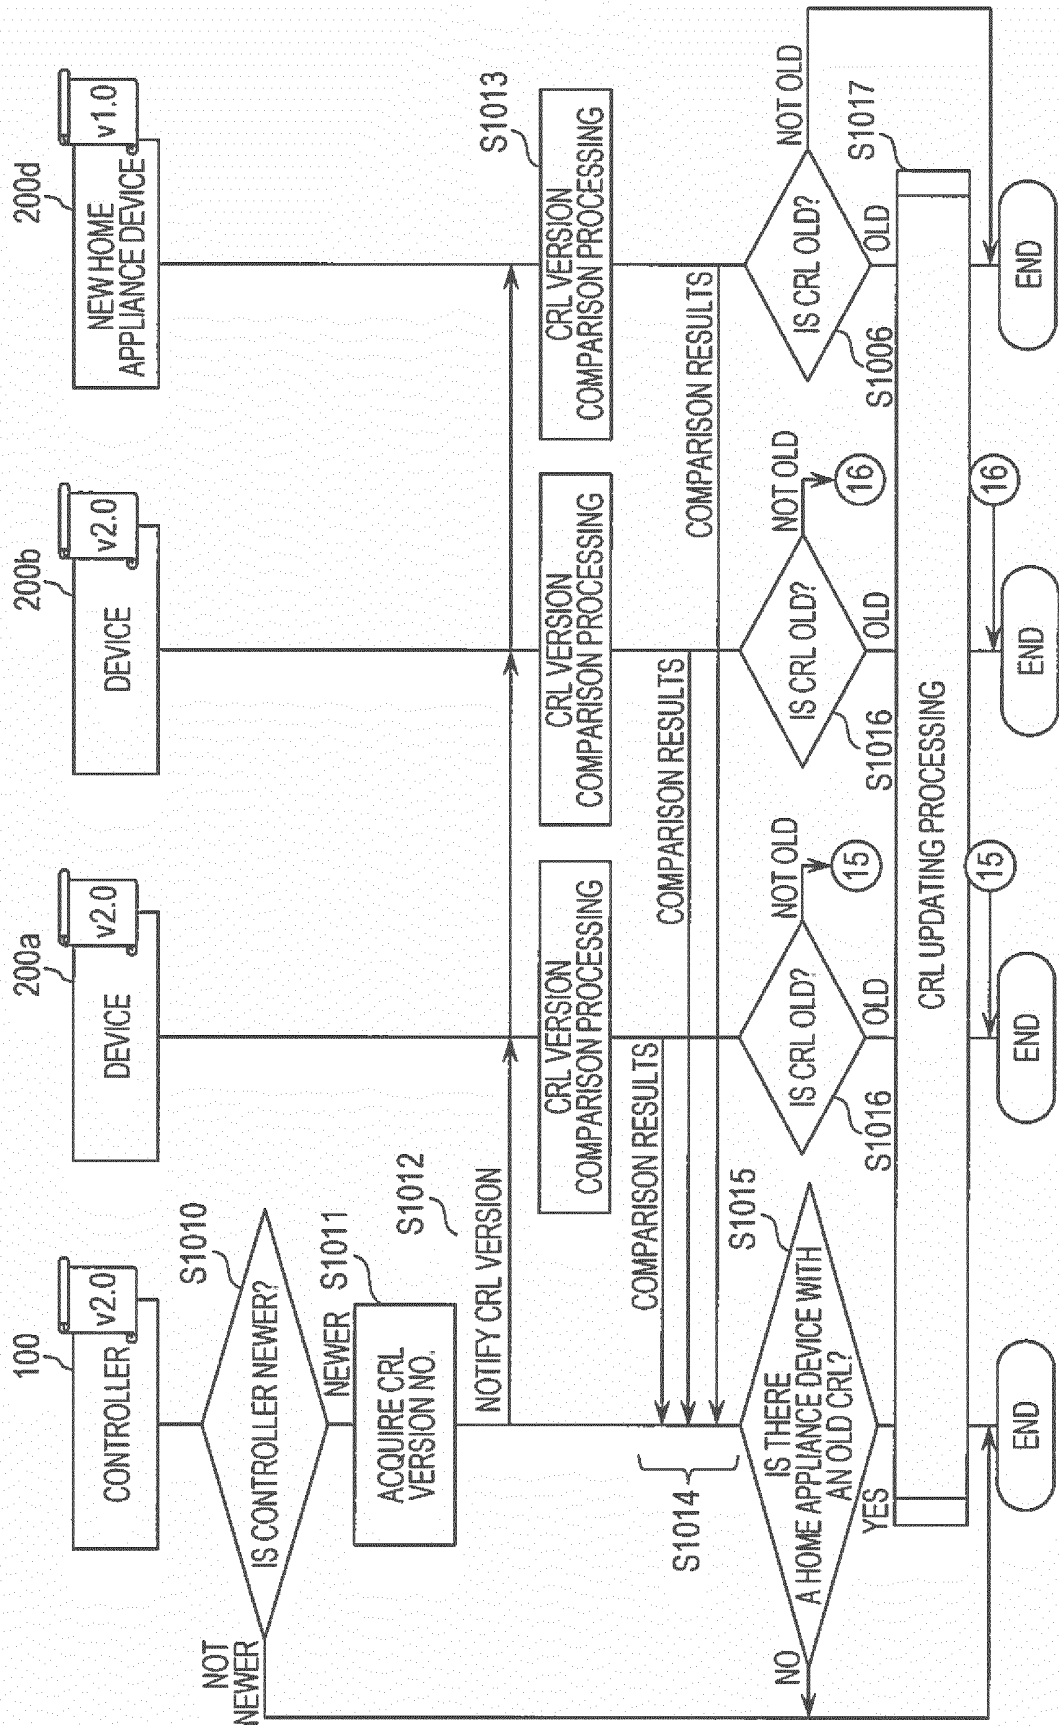 100
CONTROLLER
v2.0
200a
DEVICE
v2.0
200b
DEVICE
v2.0
200d
NEW HOME
APPLIANCE DEVICE
v1.0
S1010
IS CONTROLLER NEWER?
NOT
NEWER
NEWER
S1011
ACQUIRE CRL
VERSION NO.
S1012
NOTIFY CRL VERSION
CRL VERSION
COMPARISON PROCESSING
CRL VERSION
COMPARISON PROCESSING
CRL VERSION
COMPARISON PROCESSING
S1013
COMPARISON RESULTS
COMPARISON RESULTS
COMPARISON RESULTS
S1014
S1015
IS THERE
A HOME APPLIANCE DEVICE WITH
AN OLD CRL?
NO
YES
IS CRL OLD?
S1016
NOT OLD
15
OLD
IS CRL OLD?
S1016
NOT OLD
16
OLD
IS CRL OLD?
S1006
NOT OLD
OLD
S1017
CRL UPDATING PROCESSING
15
16
END
END
END
END